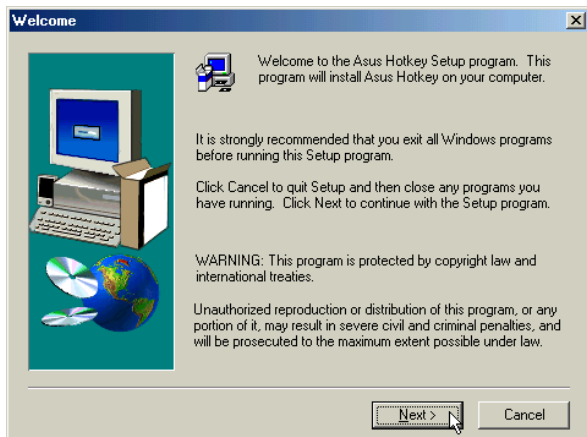 Welcome
Welcome to the Asus Hotkey Setup program. This
program will install Asus Hotkey on your computer.
It is strongly recommended that you exit all Windows programs
before running this Setup program.
Click Cancel to quit Setup and then close any programs you
have running. Click Next to continue with the Setup program.
WARNING: This program is protected by copyright law and
international treaties.
Unauthorized reproduction or distribution of this program, or any
portion of it, may result in severe civil and criminal penalties, and
will be prosecuted to the maximum extent possible under law.
Next > Cancel